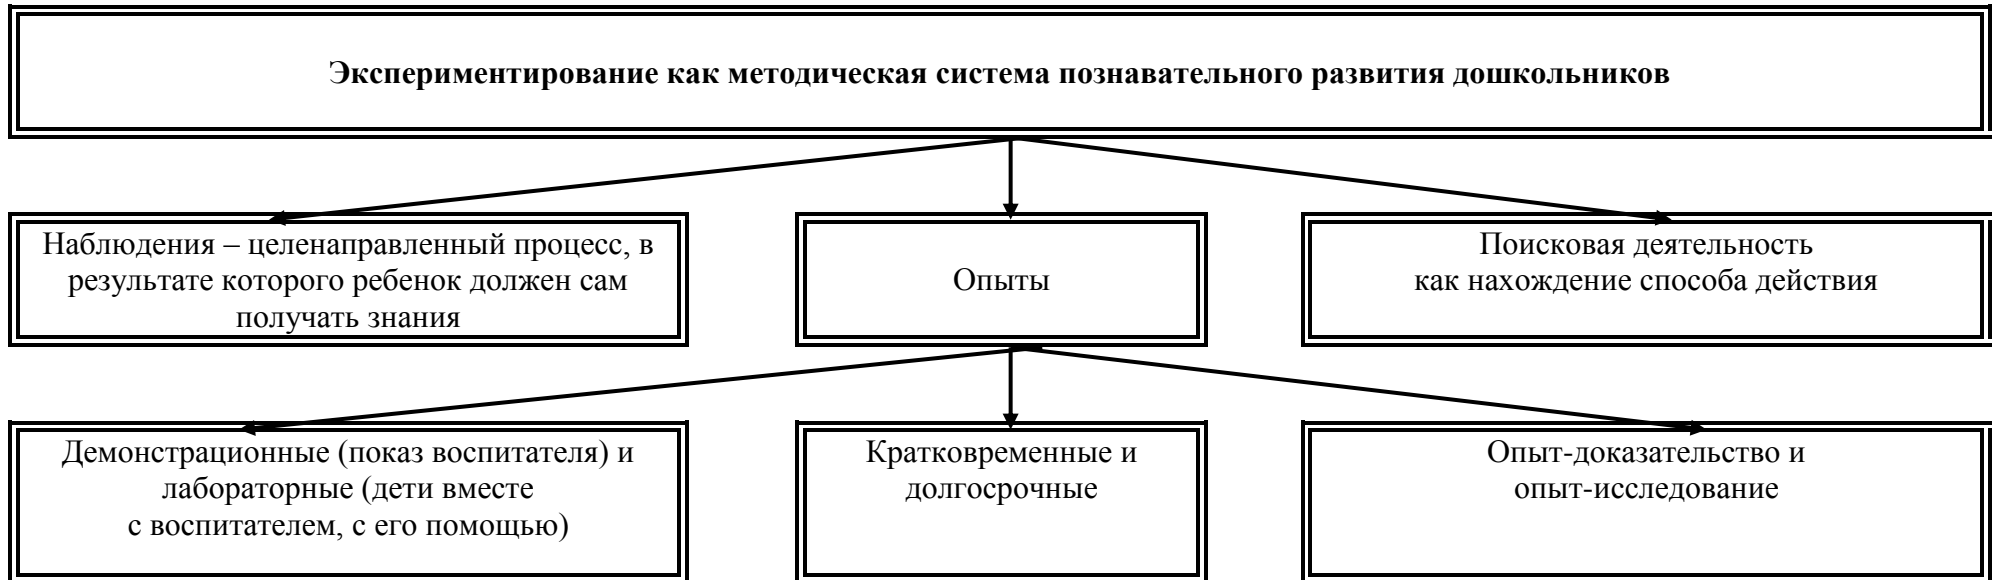 Экспериментирование как методическая система познавательного развития дошкольников
Наблюдения – целенаправленный процесс, в
результате которого ребенок должен сам
получать знания
Опыты
Поисковая деятельность
как нахождение способа действия
Демонстрационные (показ воспитателя) и
лабораторные (дети вместе
с воспитателем, с его помощью)
Кратковременные и
долгосрочные
Опыт-доказательство и
опыт-исследование